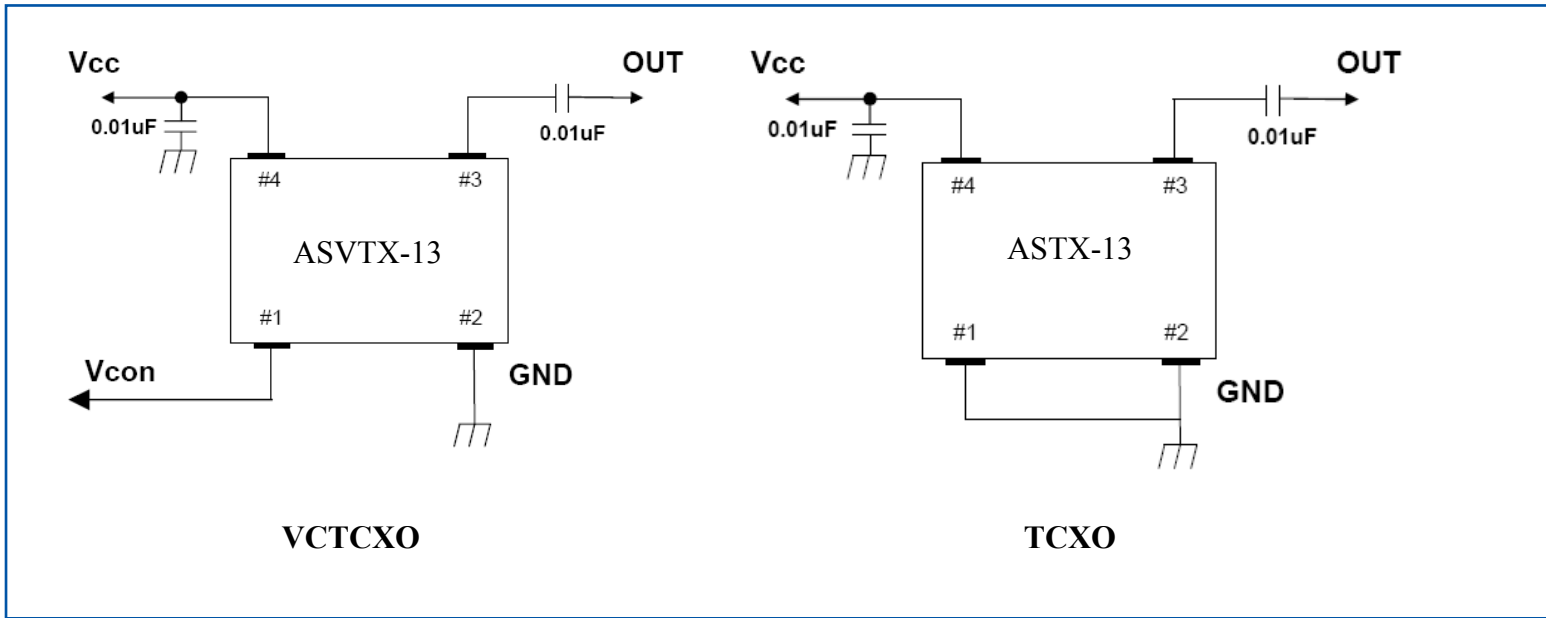 Vcc
OUT
0.01uF
0.01uF
#4
#3
ASVTX-13
#1
#2
Vcon
GND
VCTCXO
Vcc
OUT
0.01uF
0.01uF
#4
#3
ASTX-13
#1
#2
GND
TCXO